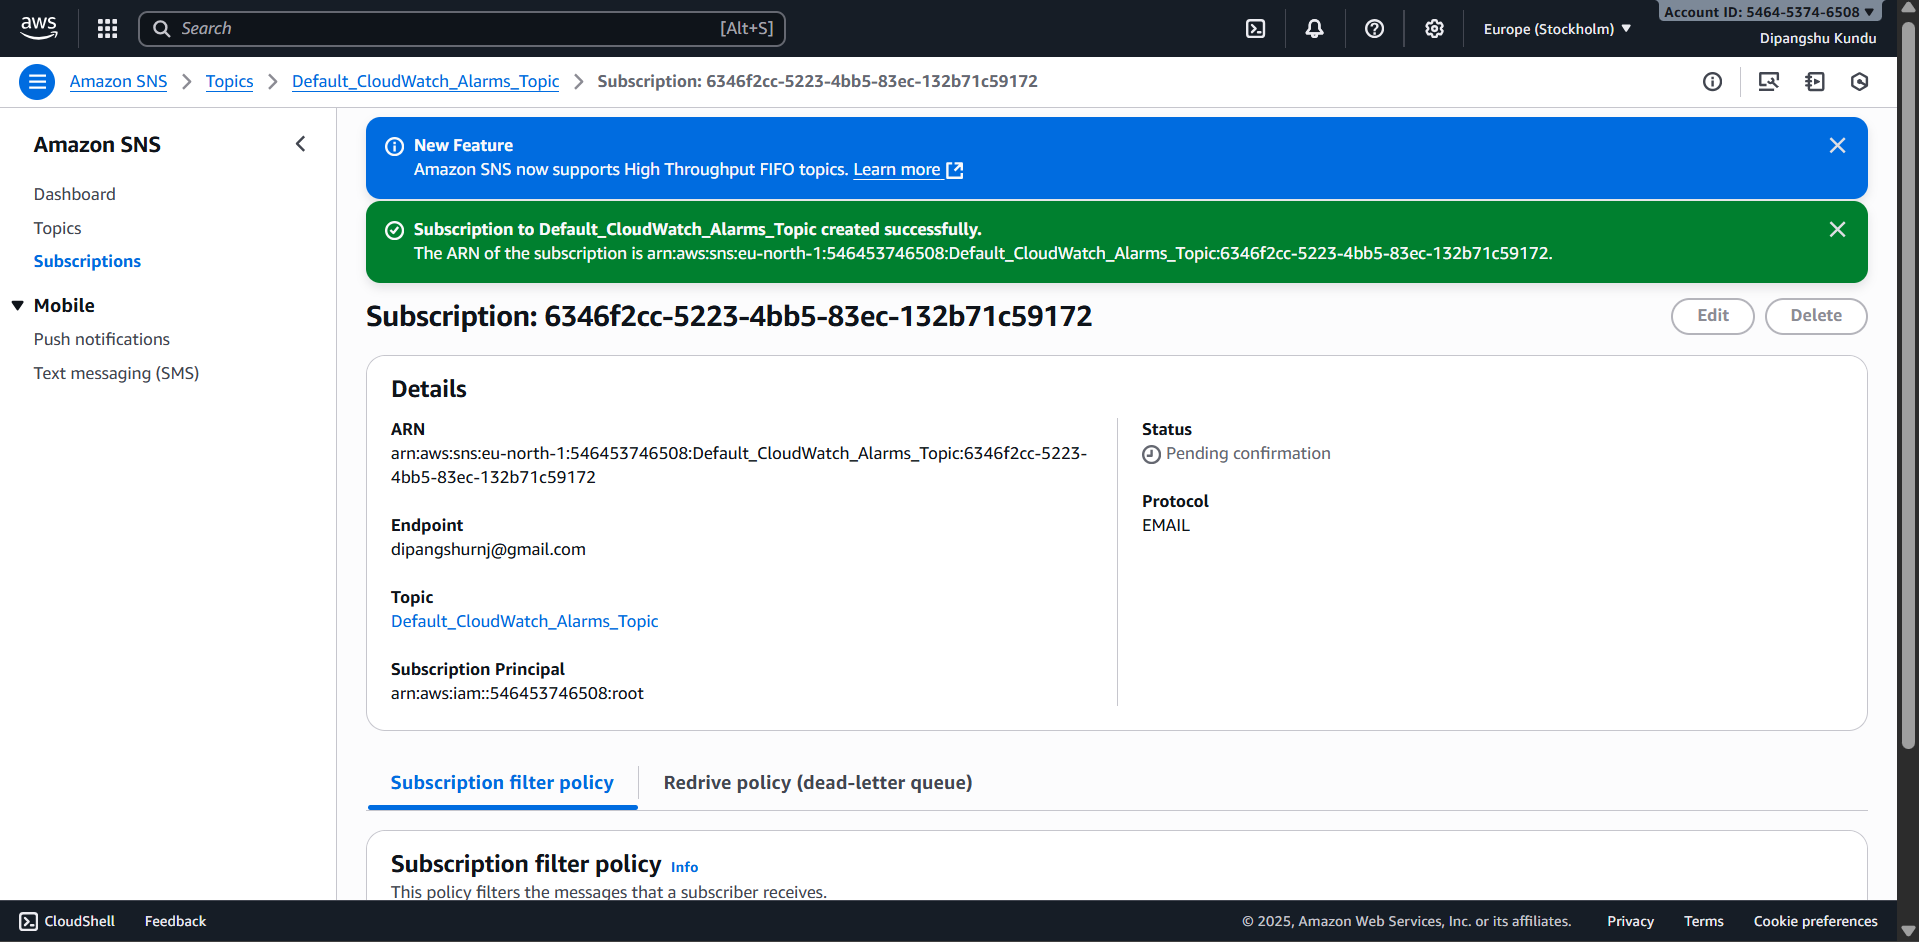 aws
Search
[Alt+S]
Europe (Stockholm)
Account ID: 5464-5374-6508
Dipangshu Kundu
Amazon SNS
Topics
Default_CloudWatch_Alarms_Topic
Subscription: 6346f2cc-5223-4bb5-83ec-132b71c59172
Amazon SNS
Dashboard
Topics
Subscriptions
Mobile
Push notifications
Text messaging (SMS)
New Feature
Amazon SNS now supports High Throughput FIFO topics. Learn more
Subscription to Default_CloudWatch_Alarms_Topic created successfully.
The ARN of the subscription is arn:aws:sns:eu-north-1:546453746508:Default_CloudWatch_Alarms_Topic:6346f2cc-5223-4bb5-83ec-132b71c59172.
Subscription: 6346f2cc-5223-4bb5-83ec-132b71c59172
Edit
Delete
Details
ARN
arn:aws:sns:eu-north-1:546453746508:Default_CloudWatch_Alarms_Topic:6346f2cc-5223-
4bb5-83ec-132b71c59172
Endpoint
dipangshurnj@gmail.com
Topic
Default_CloudWatch_Alarms_Topic
Subscription Principal
arn:aws:iam::546453746508:root
Status
Pending confirmation
Protocol
EMAIL
Subscription filter policy
Redrive policy (dead-letter queue)
Subscription filter policy Info
This policy filters the messages that a subscriber receives.
CloudShell
Feedback
© 2025, Amazon Web Services, Inc. or its affiliates.
Privacy
Terms
Cookie preferences